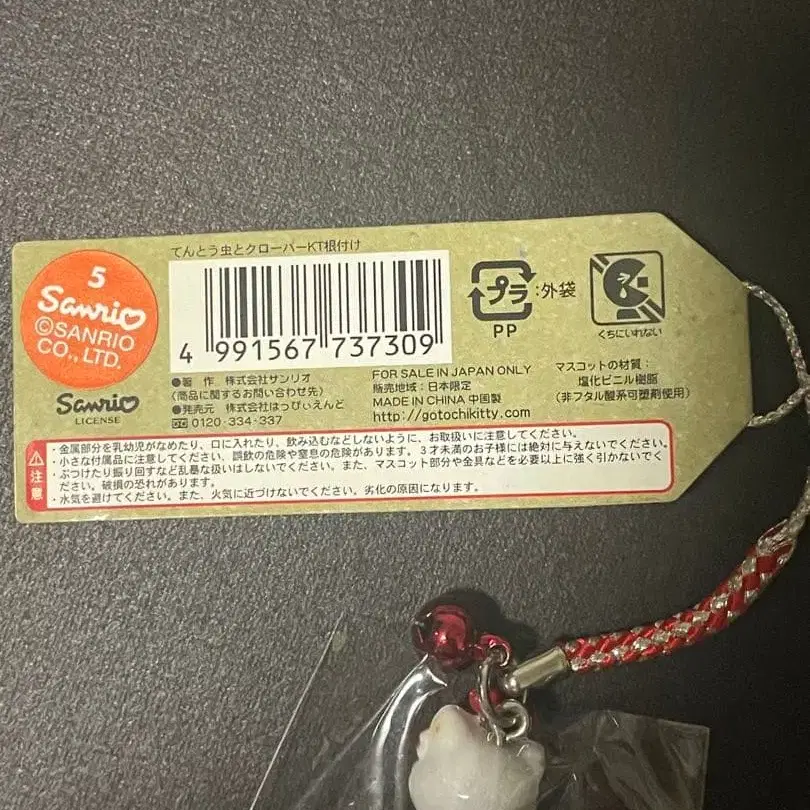 てんとう虫とクローバーKT根付け
5
Sanrio
©SANRIO
CO., LTD.
Sanrio
LICENSE
4 991567 737309
プラ :外袋
PP
くちにいれない
●著 作 株式会社サンリオ
(商品に関するお問い合わせ先)
●発売元 株式会社はっぴぃえんど
0120-334-337
FOR SALE IN JAPAN ONLY
販売地域:日本限定
MADE IN CHINA 中国製
http://gotochikitty.com
マスコットの材質:
塩化ビニル樹脂
(非フタル酸系可塑剤使用)
注意
・金属部分を乳幼児がなめたり、口に入れたり、飲み込むなどしないように、お取扱いに注意してください。
・小さな付属品に注意してください、誤飲の危険や窒息の危険があります。3才未満のお子様には絶対に与えないでください。
・ぶつけたり振り回すなど乱暴な扱いはしないでください。また、マスコット部分や金具などを必要以上に強く引かないでく
ださい。破損の恐れがあります。
・水気を避けてください。また、火気に近づけないでください。劣化の原因になります。